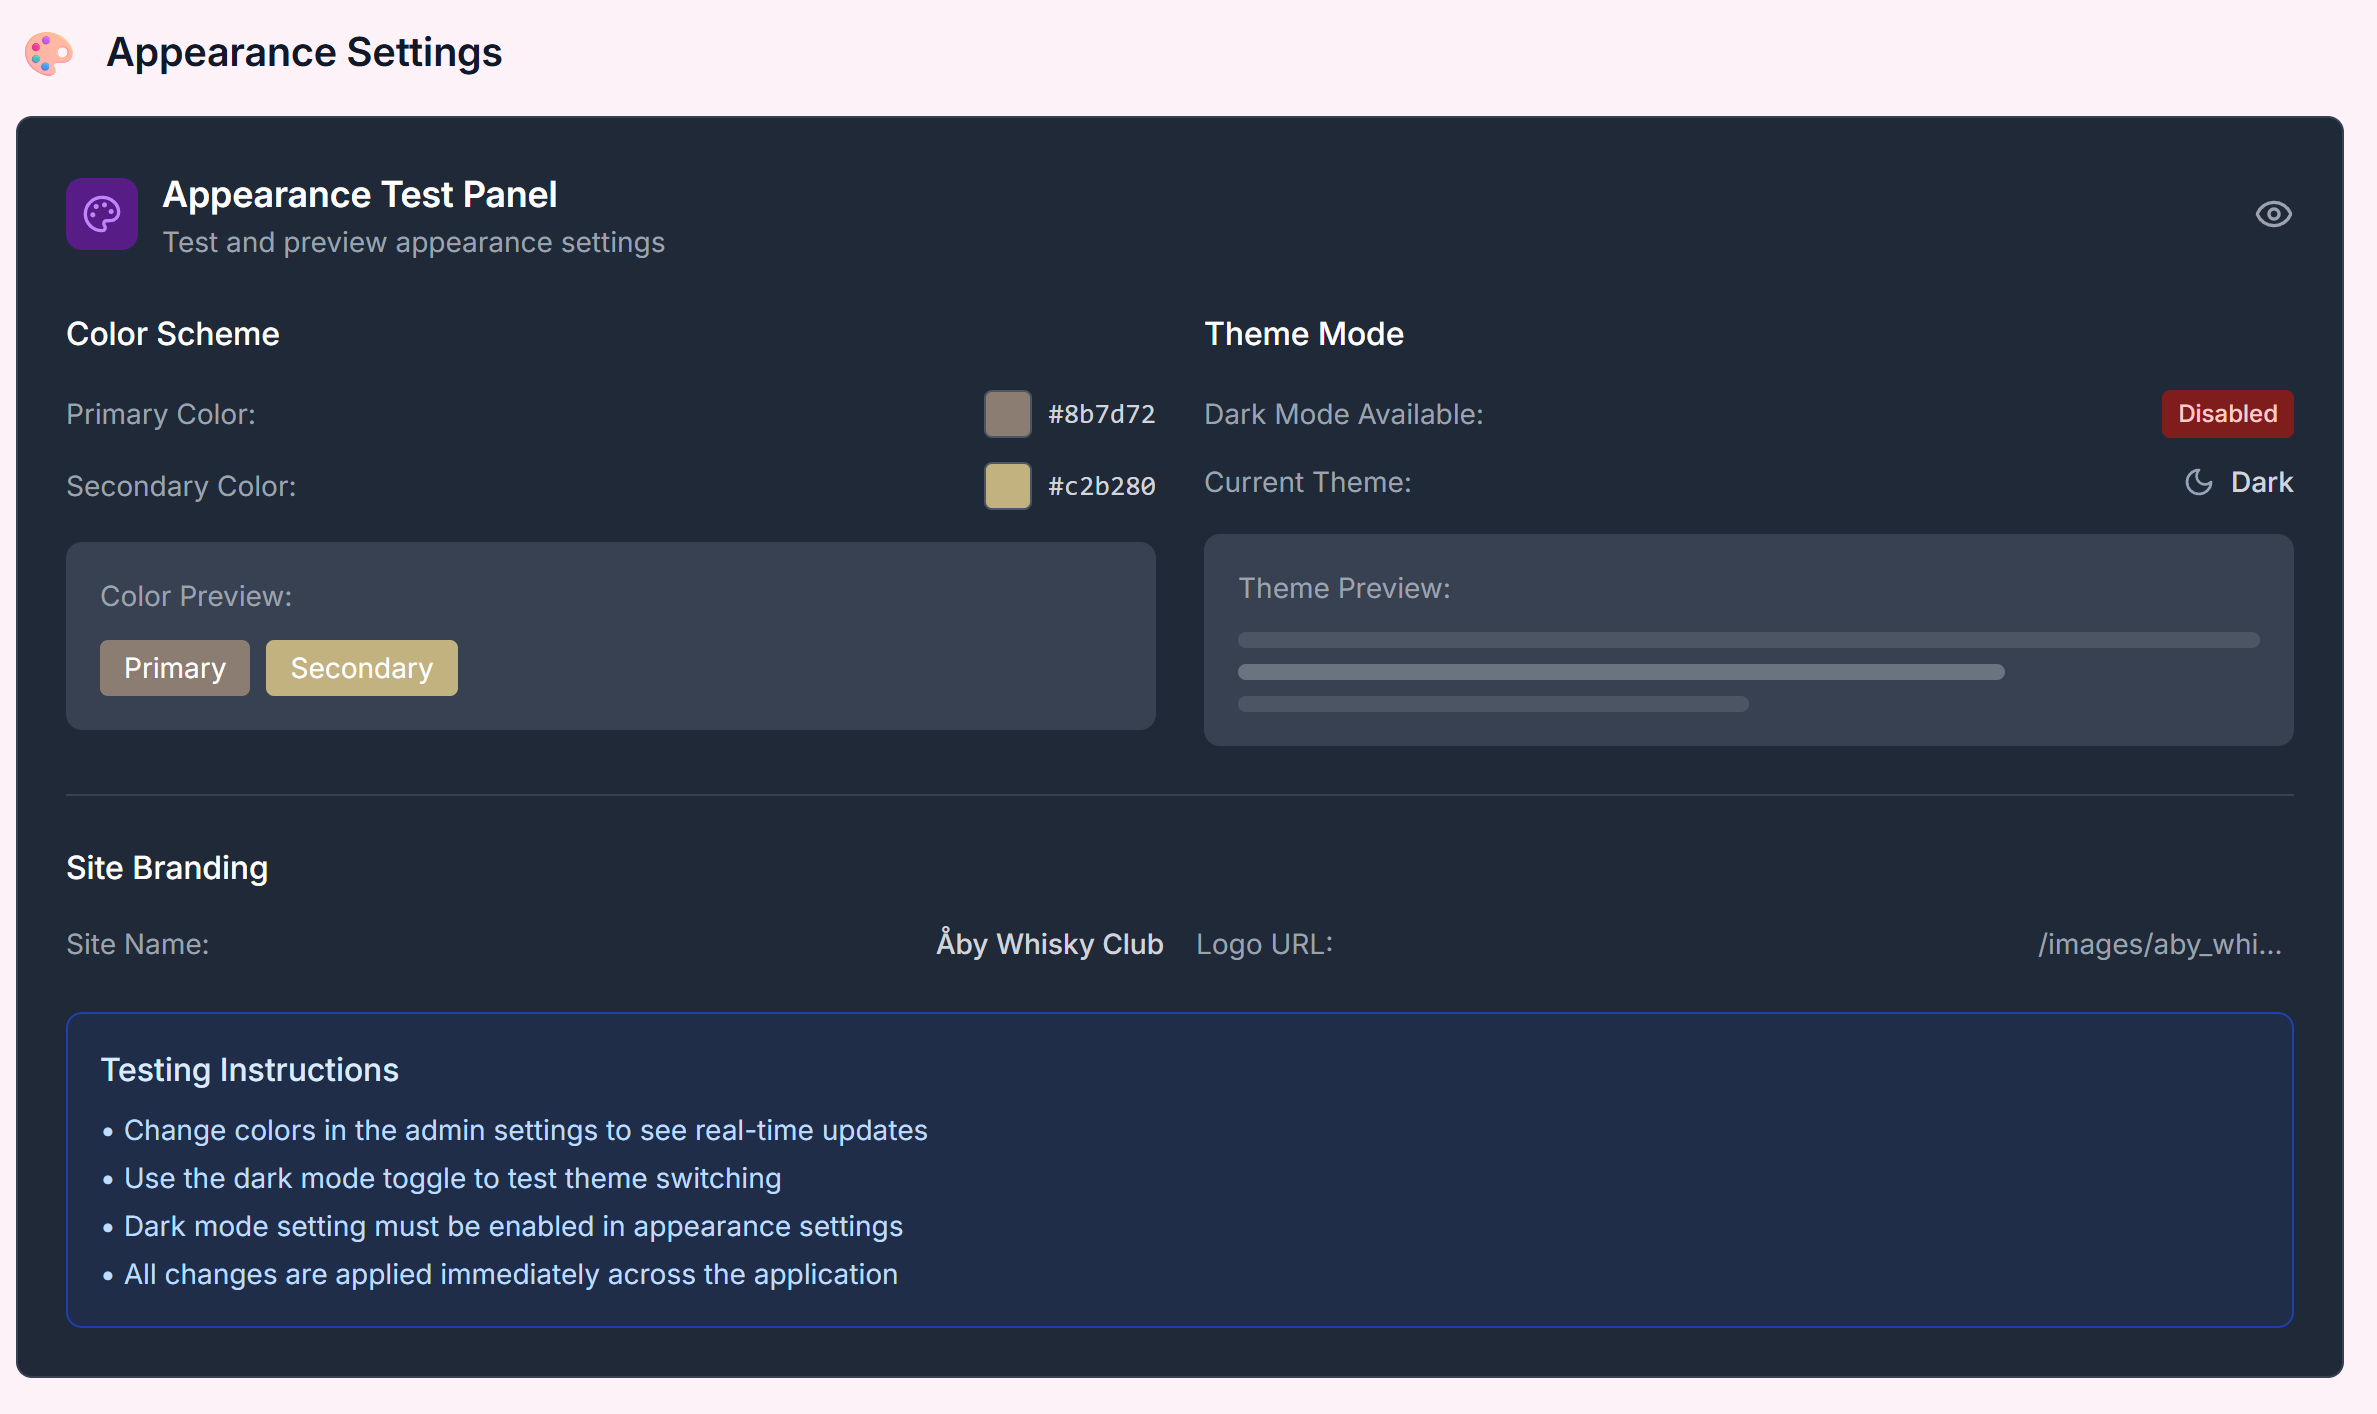 Appearance Settings
Appearance Test Panel
Test and preview appearance settings
Color Scheme
Primary Color: #8b7d72
Secondary Color: #c2b280
Color Preview:
Primary Secondary
Theme Mode
Dark Mode Available: Disabled
Current Theme: Dark
Theme Preview:
Site Branding
Site Name: Åby Whisky Club
Logo URL: /images/aby_whi...
Testing Instructions
• Change colors in the admin settings to see real-time updates
• Use the dark mode toggle to test theme switching
• Dark mode setting must be enabled in appearance settings
• All changes are applied immediately across the application